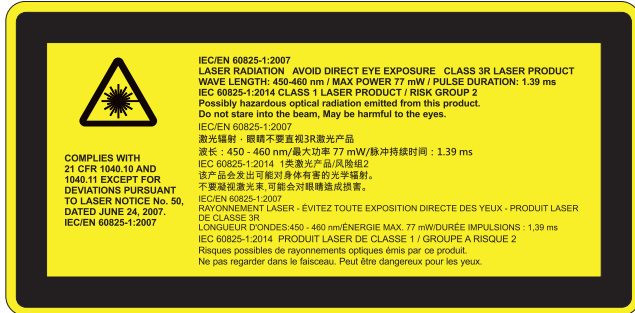 COMPLIES WITH
21 CFR 1040.10 AND
1040.11 EXCEPT FOR
DEVIATIONS PURSUANT
TO LASER NOTICE No. 50,
DATED JUNE 24, 2007.
IEC/EN 60825-1:2007
IEC/EN 60825-1:2007
LASER RADIATION AVOID DIRECT EYE EXPOSURE CLASS 3R LASER PRODUCT
WAVE LENGTH: 450-460 nm / MAX POWER 77 mW / PULSE DURATION: 1.39 ms
IEC 60825-1:2014 CLASS 1 LASER PRODUCT / RISK GROUP 2
Possibly hazardous optical radiation emitted from this product.
Do not stare into the beam, May be harmful to the eyes.
IEC/EN 60825-1:2007
激光辐射，眼睛不要直视3R激光产品
波长：450 - 460 nm/最大功率 77 mW/脉冲持续时间：1.39 ms
IEC 60825-1:2014 1类激光产品/风险组2
该产品会发出可能对身体有害的光学辐射。
不要凝视激光束,可能会对眼睛造成损害。
IEC/EN 60825-1:2007
RAYONNEMENT LASER - ÉVITEZ TOUTE EXPOSITION DIRECTE DES YEUX - PRODUIT LASER
DE CLASSE 3R
LONGUEUR D'ONDES:450 - 460 nm/ÉNERGIE MAX. 77 mW/DURÉE IMPULSIONS : 1,39 ms
IEC 60825-1:2014 PRODUIT LASER DE CLASSE 1 / GROUPE A RISQUE 2
Risques possibles de rayonnements optiques émis par ce produit.
Ne pas regarder dans le faisceau. Peut être dangereux pour les yeux.